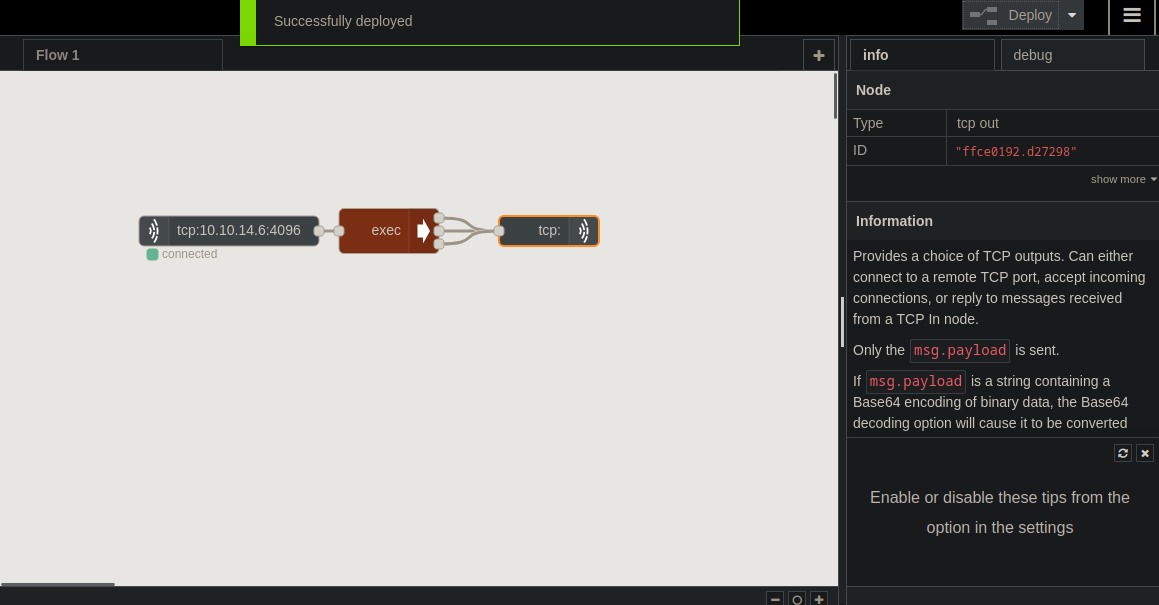 Successfully deployed
Deploy
Flow 1
info
debug
Node
Type
tcp out
ID
"ffce0192.d27298"
show more
tcp:10.10.14.6:4096
exec
tcp:
connected
Information
Provides a choice of TCP outputs. Can either
connect to a remote TCP port, accept incoming
connections, or reply to messages received
from a TCP In node.
Only the msg.payload is sent.
If msg.payload is a string containing a
Base64 encoding of binary data, the Base64
decoding option will cause it to be converted
Enable or disable these tips from the
option in the settings